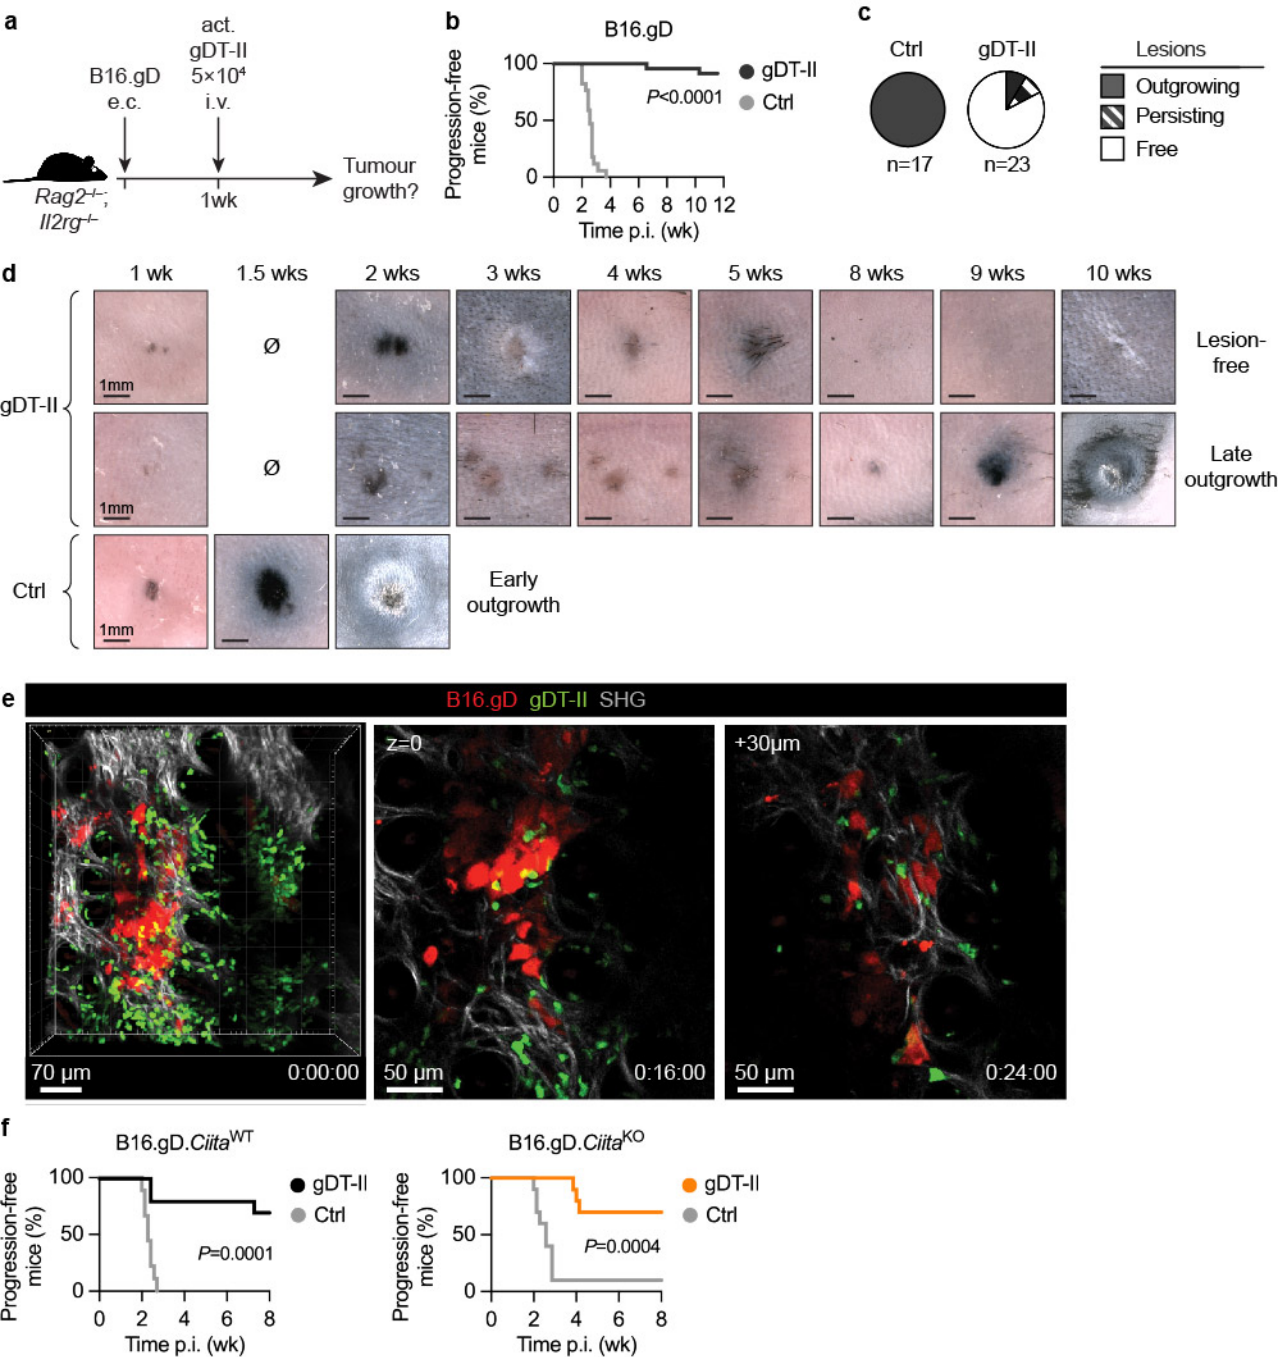 a
act.
gDT-II
5×10⁴
i.v.
B16.gD
e.c.
Rag2⁻/⁻;
Il2rg⁻/⁻
1wk
Tumour
growth?
b
B16.gD
Progression-free
mice (%)
100
50
0
0 2 4 6 8 10 12
Time p.i. (wk)
gDT-II
Ctrl
P<0.0001
c
Ctrl
gDT-II
n=17
n=23
Lesions
Outgrowing
Persisting
Free
d
1 wk
1.5 wks
2 wks
3 wks
4 wks
5 wks
8 wks
9 wks
10 wks
gDT-II
1mm
Ø
Lesion-
free
1mm
Ø
Late
outgrowth
Ctrl
1mm
Early
outgrowth
e
B16.gD gDT-II SHG
70 µm
0:00:00
z=0
50 µm
0:16:00
+30µm
50 µm
0:24:00
f
B16.gD.Ciitaᵂᵀ
Progression-free
mice (%)
100
50
0
0 2 4 6 8
Time p.i. (wk)
gDT-II
Ctrl
P=0.0001
B16.gD.Ciitaᴷᴼ
Progression-free
mice (%)
100
50
0
0 2 4 6 8
Time p.i. (wk)
gDT-II
Ctrl
P=0.0004